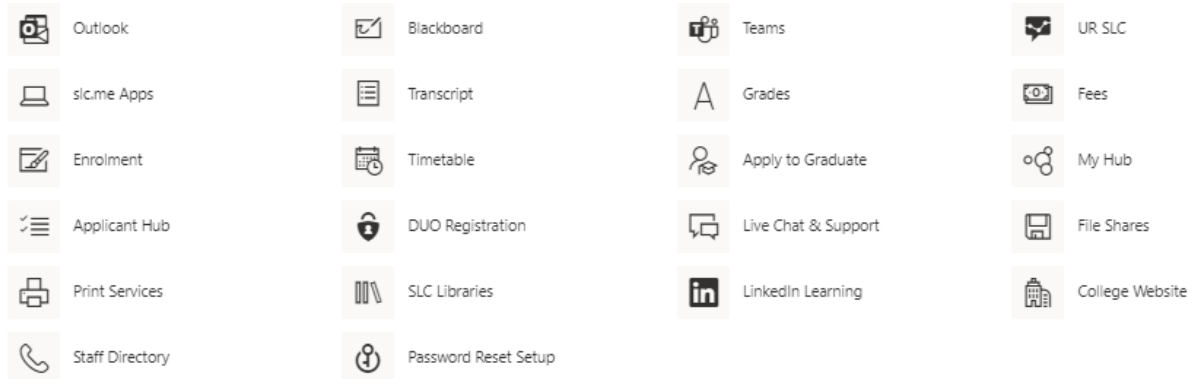 Outlook
Blackboard
Teams
UR SLC
slc.me Apps
Transcript
Grades
Fees
Enrolment
Timetable
Apply to Graduate
My Hub
Applicant Hub
DUO Registration
Live Chat & Support
File Shares
Print Services
SLC Libraries
LinkedIn Learning
College Website
Staff Directory
Password Reset Setup